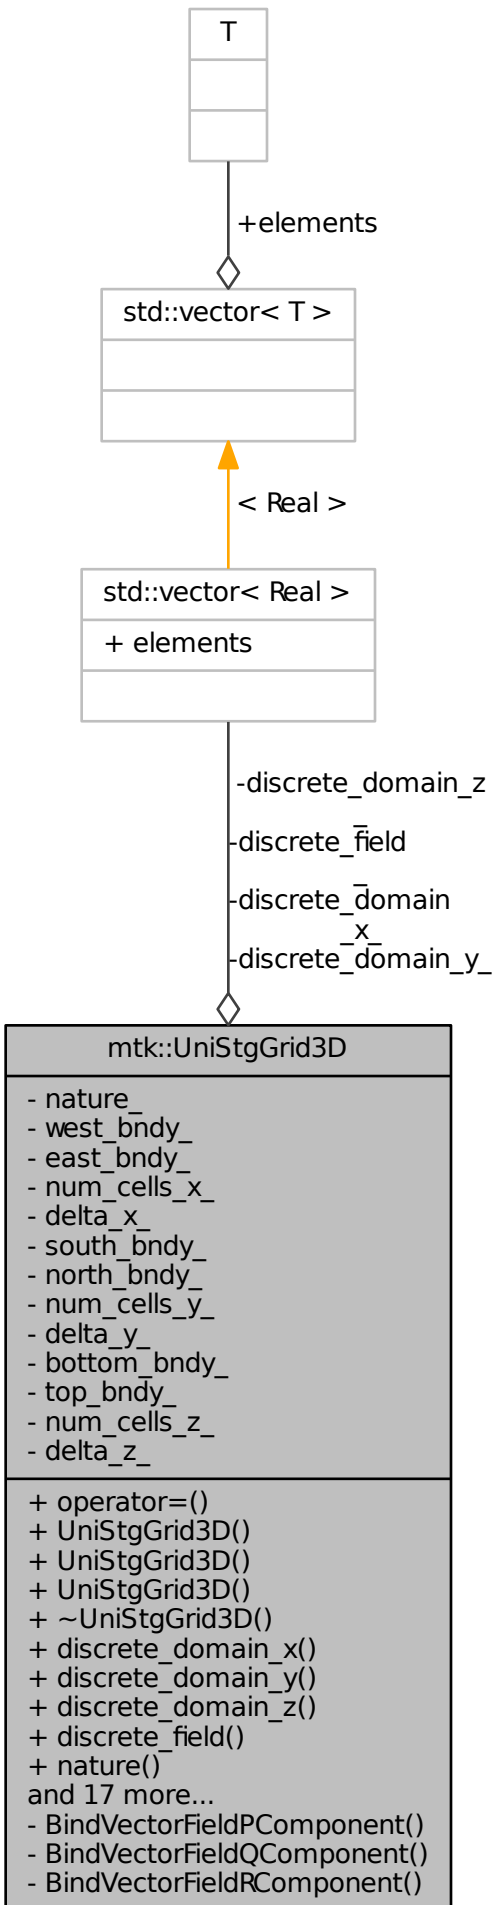 T
+elements
std::vector< T >
< Real >
std::vector< Real >
+ elements
-discrete_domain_z
_
-discrete_field
_
-discrete_domain
_x_
-discrete_domain_y_
mtk::UniStgGrid3D
- nature_
- west_bndy_
- east_bndy_
- num_cells_x_
- delta_x_
- south_bndy_
- north_bndy_
- num_cells_y_
- delta_y_
- bottom_bndy_
- top_bndy_
- num_cells_z_
- delta_z_
+ operator=()
+ UniStgGrid3D()
+ UniStgGrid3D()
+ UniStgGrid3D()
+ ~UniStgGrid3D()
+ discrete_domain_x()
+ discrete_domain_y()
+ discrete_domain_z()
+ discrete_field()
+ nature()
and 17 more...
- BindVectorFieldPComponent()
- BindVectorFieldQComponent()
- BindVectorFieldRComponent()